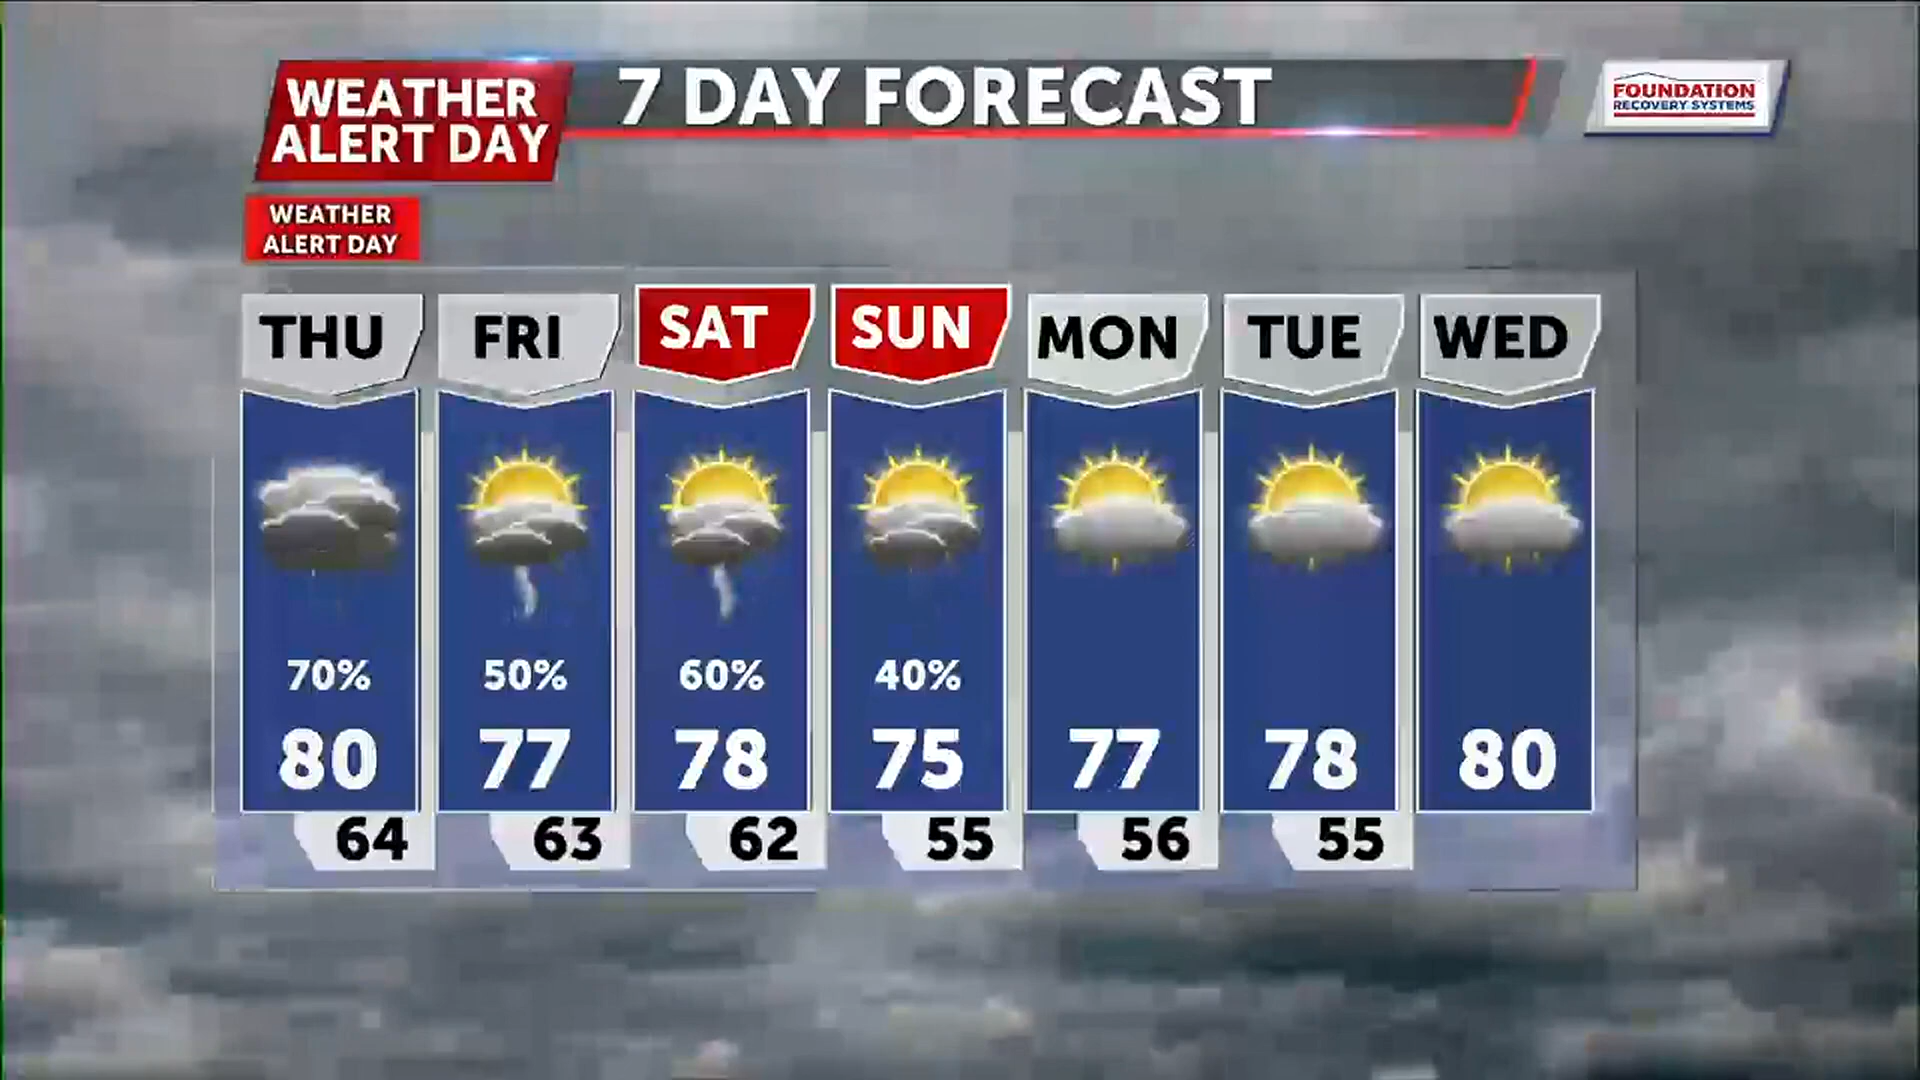 WEATHER
ALERT DAY
7 DAY FORECAST
FOUNDATION
RECOVERY SYSTEMS
WEATHER
ALERT DAY
THU FRI SAT SUN MON TUE WED
70% 50% 60% 40%
80 77 78 75 77 78 80
64 63 62 55 56 55